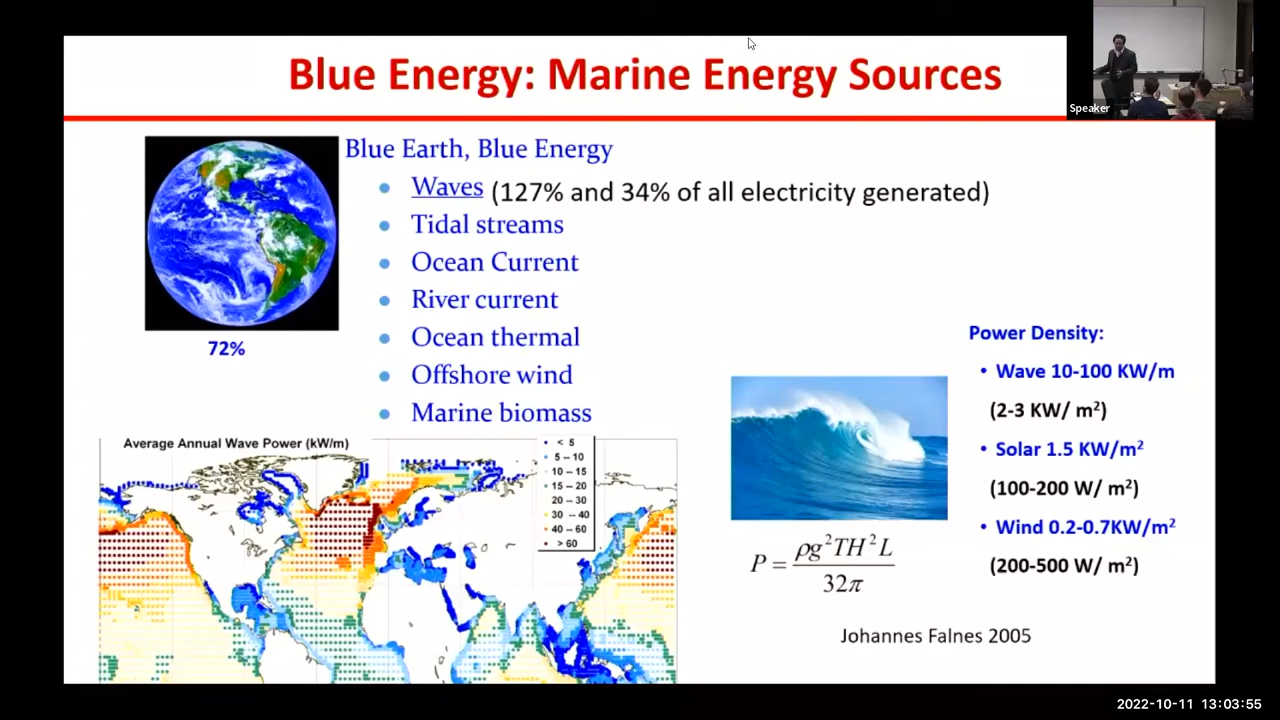 Blue Energy: Marine Energy Sources
Speaker
Blue Earth, Blue Energy
• Waves (127% and 34% of all electricity generated)
• Tidal streams
• Ocean Current
• River current
• Ocean thermal
• Offshore wind
• Marine biomass
72%
Average Annual Wave Power (kW/m)
< 5
5 -- 10
10 -- 15
15 -- 20
20 -- 30
30 -- 40
40 -- 60
> 60
P = ρg²TH²L / 32π
Johannes Falnes 2005
Power Density:
• Wave 10-100 KW/m
(2-3 KW/ m²)
• Solar 1.5 KW/m²
(100-200 W/ m²)
• Wind 0.2-0.7KW/m²
(200-500 W/ m²)
2022-10-11 13:03:55